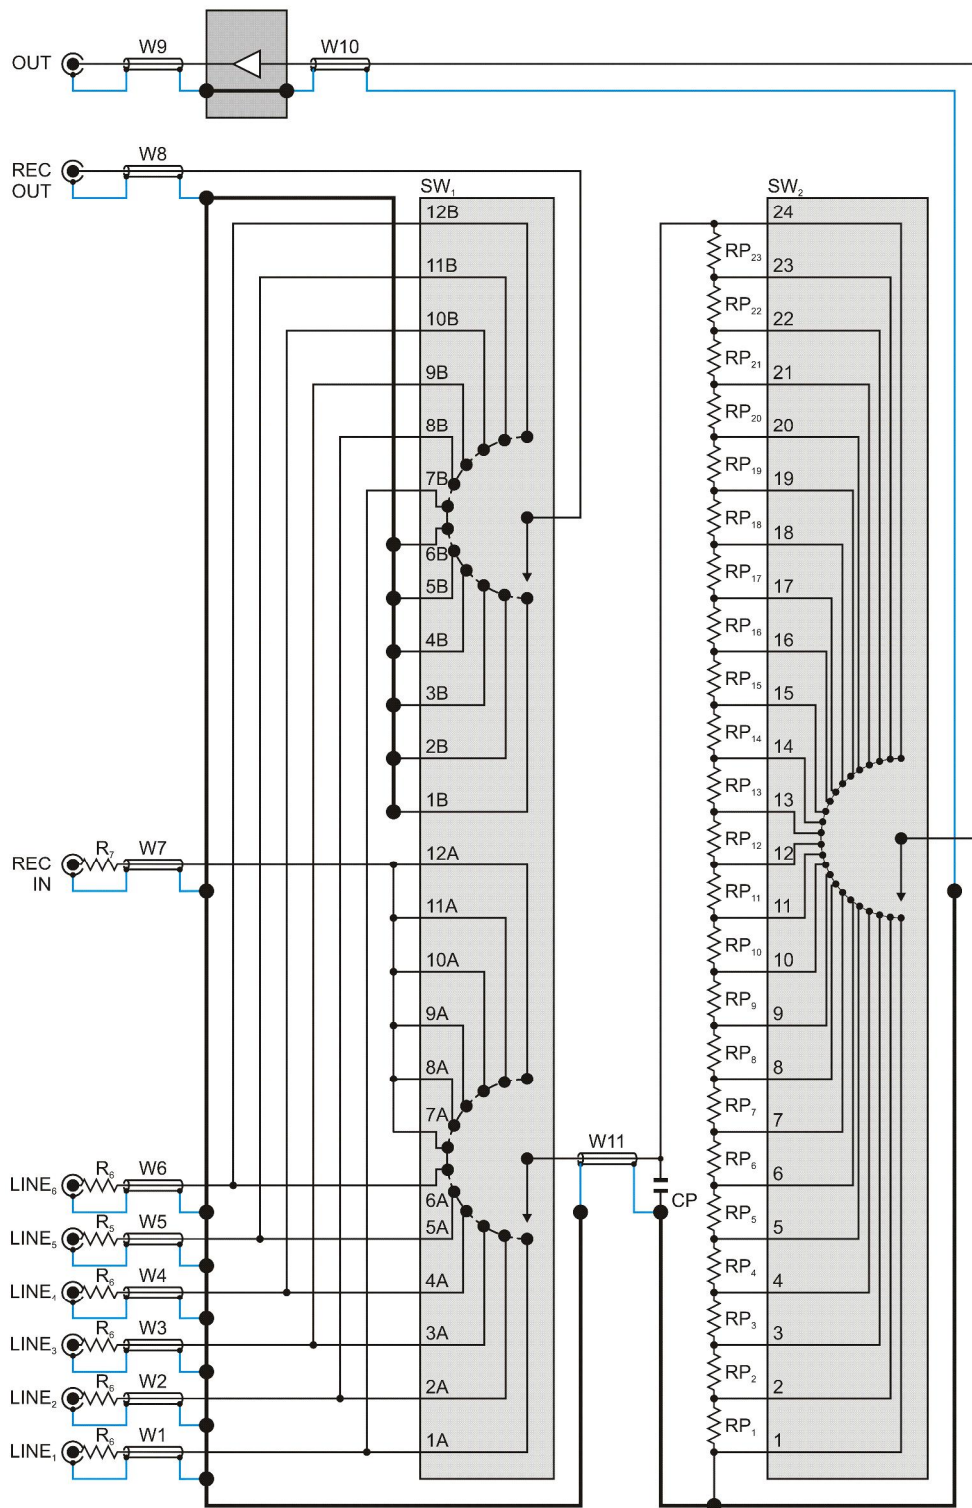 OUT
W9
W10
REC
OUT
W8
SW₁
SW₂
12B
11B
10B
9B
8B
7B
6B
5B
4B
3B
2B
1B
REC
IN
R₇
W7
12A
11A
10A
9A
8A
7A
6A
5A
4A
3A
2A
1A
LINE₆
R₆
W6
LINE₅
R₅
W5
LINE₄
R₆
W4
LINE₃
R₆
W3
LINE₂
R₆
W2
LINE₁
R₆
W1
W11
CP
24
RP₂₃
23
RP₂₂
22
RP₂₁
21
RP₂₀
20
RP₁₉
19
RP₁₈
18
RP₁₇
17
RP₁₆
16
RP₁₅
15
RP₁₄
14
RP₁₃
13
RP₁₂
12
RP₁₁
11
RP₁₀
10
RP₉
9
RP₈
8
RP₇
7
RP₆
6
RP₅
5
RP₄
4
RP₃
3
RP₂
2
RP₁
1